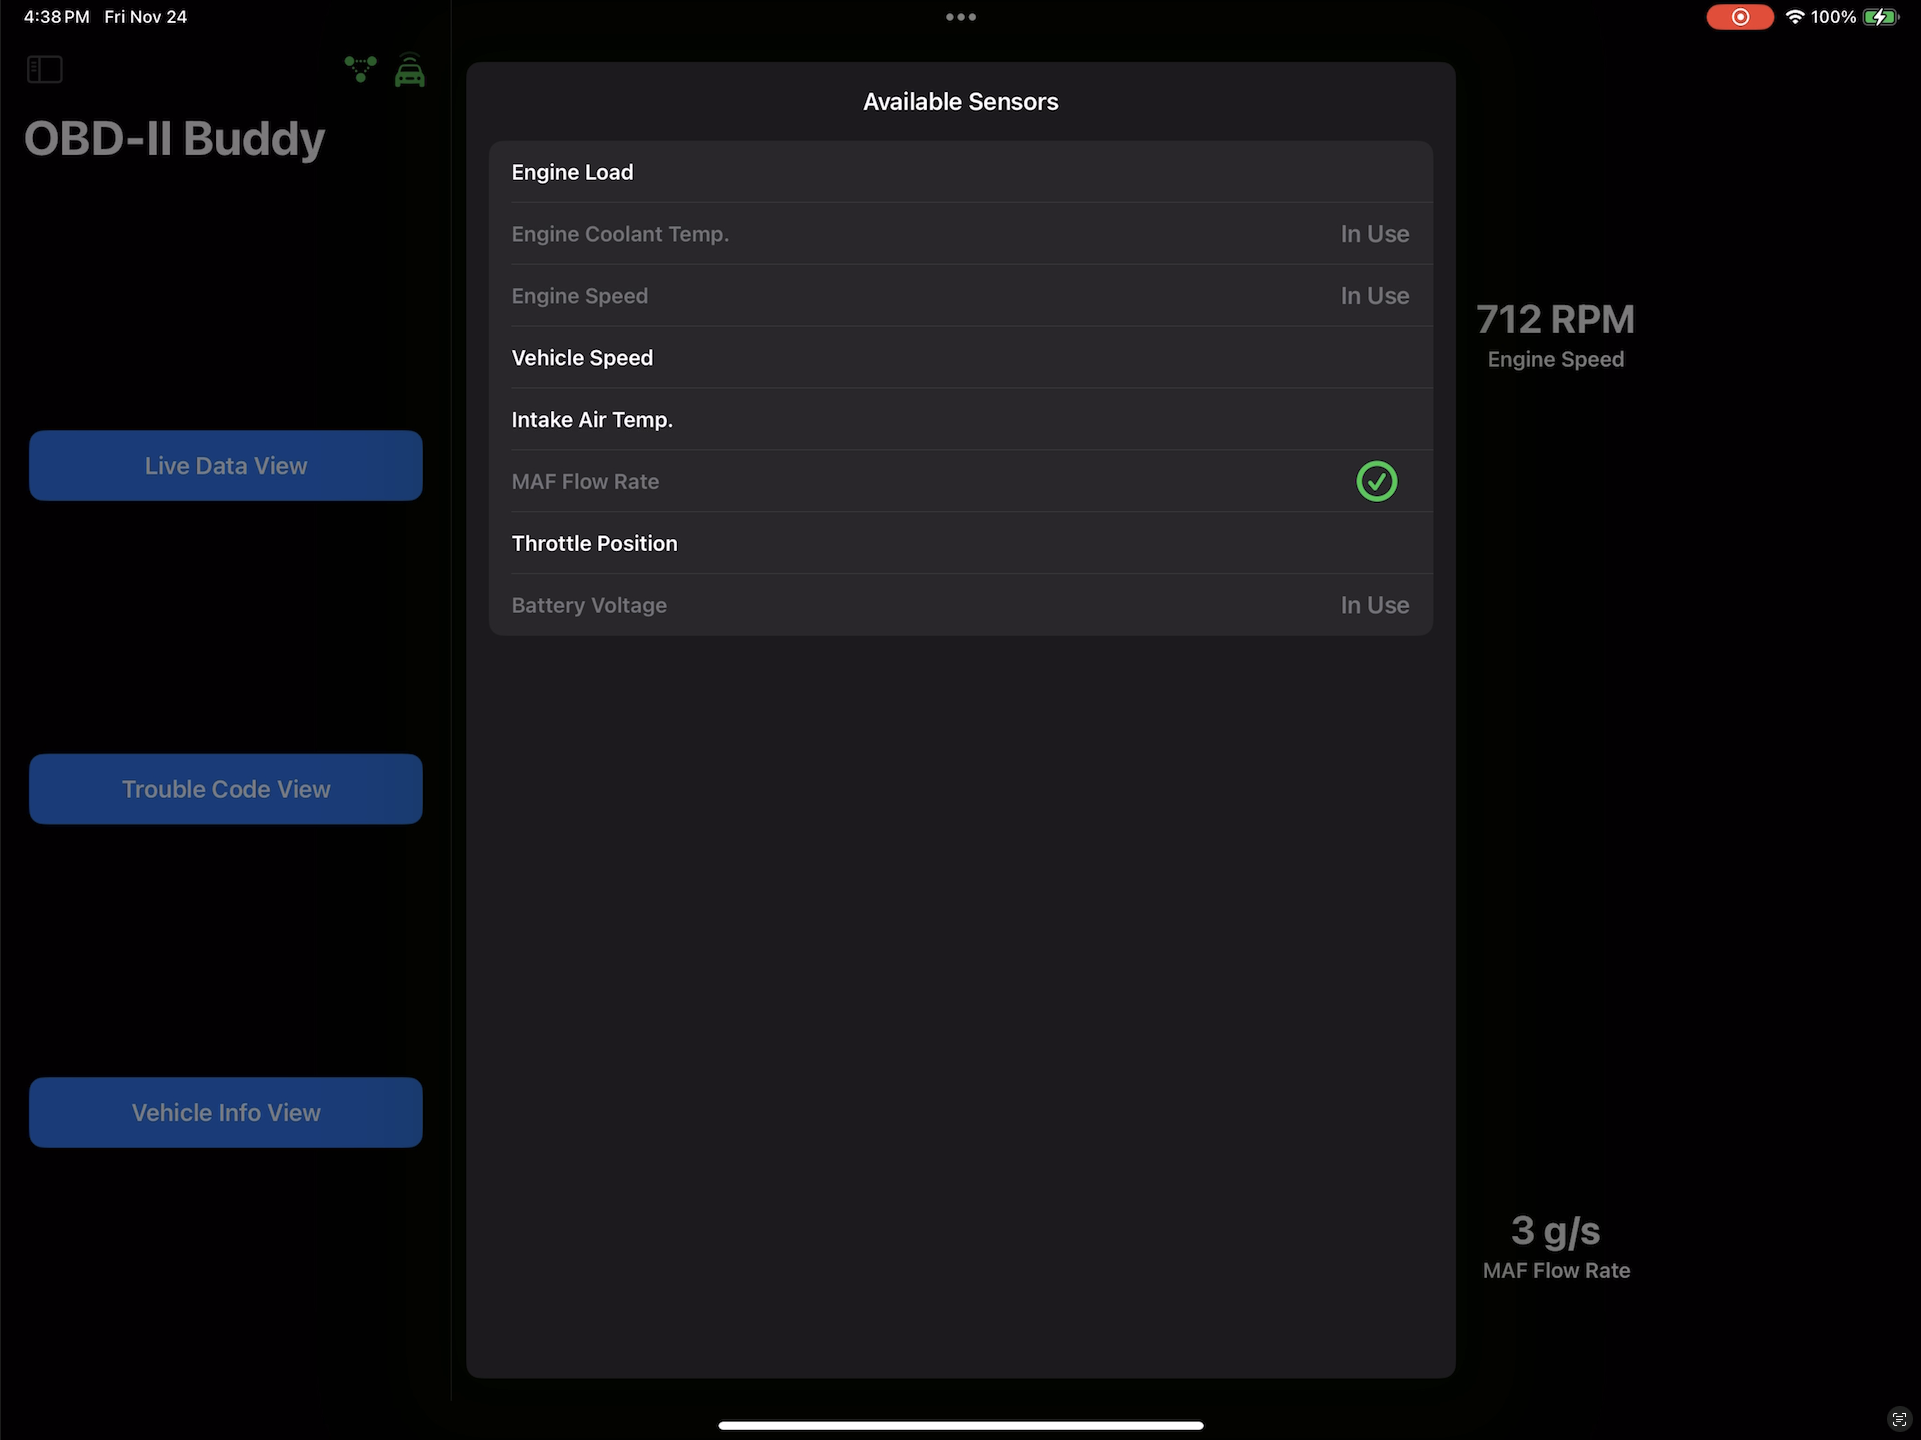 4:38 PM Fri Nov 24
100%
OBD-II Buddy
Live Data View
Trouble Code View
Vehicle Info View
Available Sensors
Engine Load
Engine Coolant Temp. In Use
Engine Speed In Use
Vehicle Speed
Intake Air Temp.
MAF Flow Rate
Throttle Position
Battery Voltage In Use
712 RPM
Engine Speed
3 g/s
MAF Flow Rate